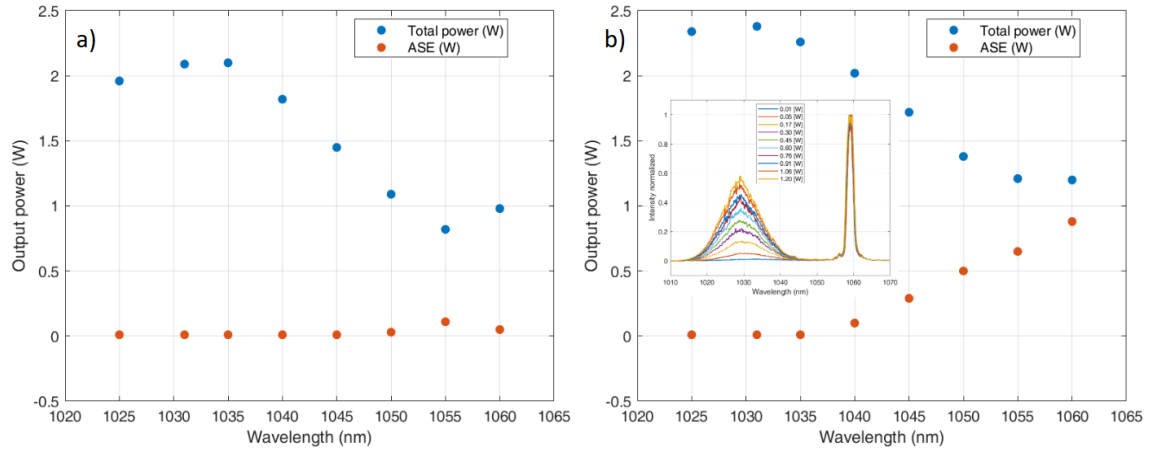 a)
Total power (W)
ASE (W)
2.5
2
1.5
1
0.5
0
-0.5
Output power (W)
1020 1025 1030 1035 1040 1045 1050 1055 1060 1065
Wavelength (nm)
b)
Total power (W)
ASE (W)
2.5
2
1.5
1
0.5
0
-0.5
Output power (W)
1020 1025 1030 1035 1040 1045 1050 1055 1060 1065
Wavelength (nm)
0.01 [W]
0.05 [W]
0.17 [W]
0.30 [W]
0.45 [W]
0.60 [W]
0.76 [W]
0.91 [W]
1.06 [W]
1.20 [W]
1
0.8
0.6
0.4
0.2
0
Intensity normalized
1010 1020 1030 1040 1050 1060 1070
Wavelength (nm)